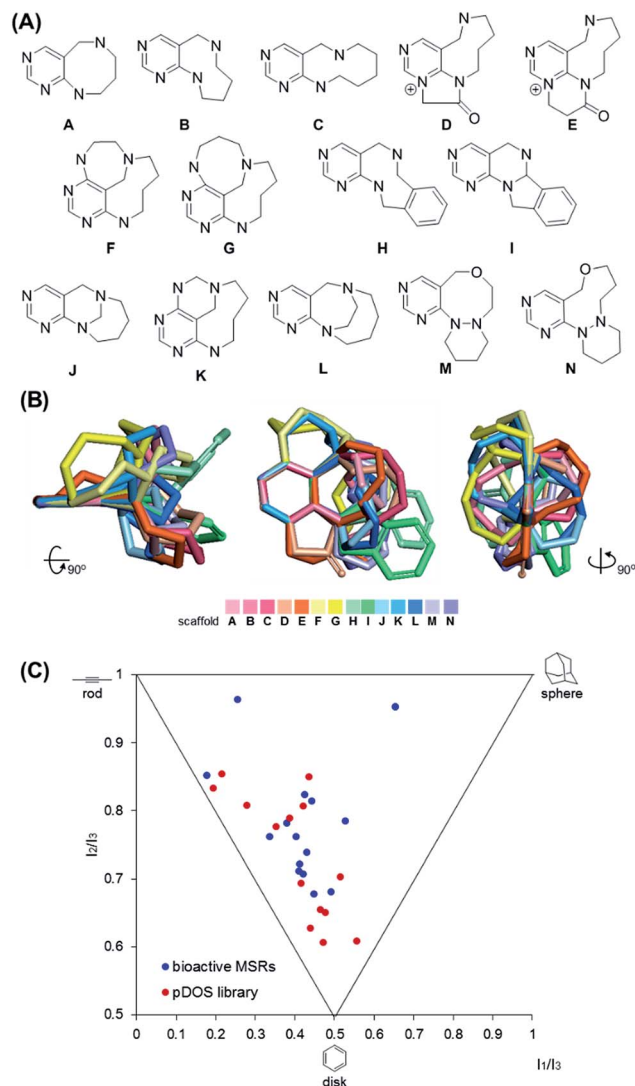 (A)
A B C D E
F G H I
J K L M N
(B)
90º 90º
scaffold A B C D E F G H I J K L M N
(C)
1
rod sphere
0.9
0.8
I2/I3
0.7
0.6
bioactive MSRs
pDOS library
0.5
0 0.1 0.2 0.3 0.4 0.5 0.6 0.7 0.8 0.9 1
I1/I3
disk